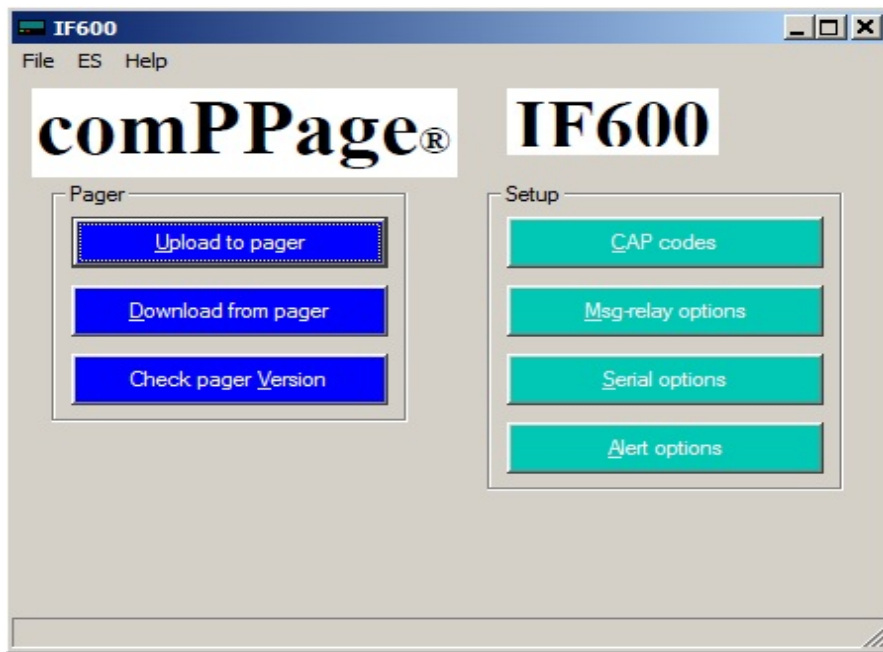 IF600
File ES Help
comPPage® IF600
Pager
Upload to pager
Download from pager
Check pager Version
Setup
CAP codes
Msg-relay options
Serial options
Alert options